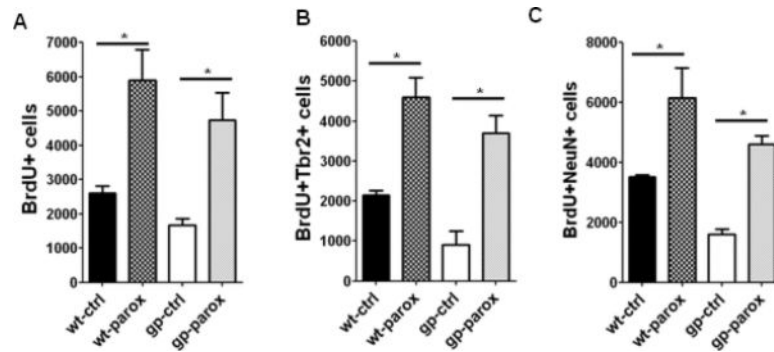 A
BrdU+ cells
7000
6000
5000
4000
3000
2000
1000
0
*
*
wt-ctrl
wt-parox
gp-ctrl
gp-parox
B
BrdU+Tbr2+ cells
6000
5000
4000
3000
2000
1000
0
*
*
wt-ctrl
wt-parox
gp-ctrl
gp-parox
C
BrdU+NeuN+ cells
8000
6000
4000
2000
0
*
*
wt-ctrl
wt-parox
gp-ctrl
gp-parox